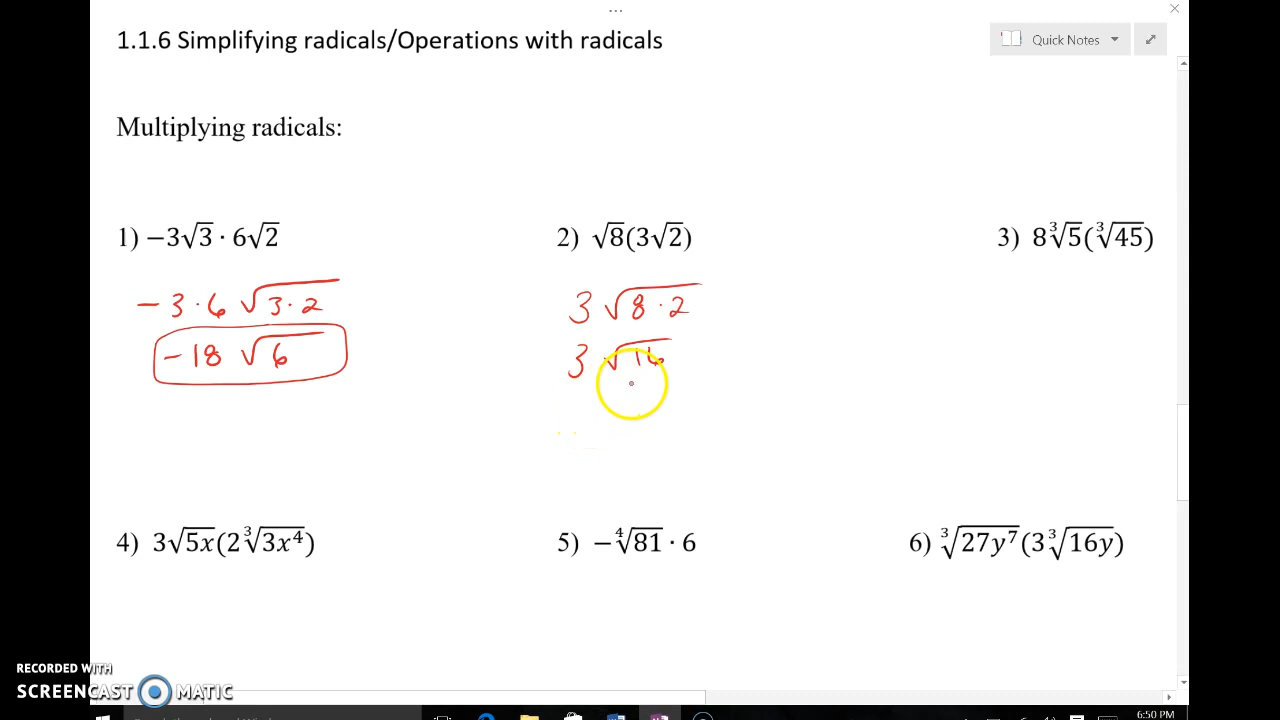 1.1.6 Simplifying radicals/Operations with radicals
Quick Notes
Multiplying radicals:
1) −3√3 · 6√2
2) √8(3√2)
3) 8∛5(∛45)
−3·6 √3·2
3 √8·2
−18 √6
3 √16
4) 3√5x(2∛3x⁴)
5) −∜81 · 6
6) ∛27y⁷(3∛16y)
RECORDED WITH
SCREENCAST MATIC
6:50 PM